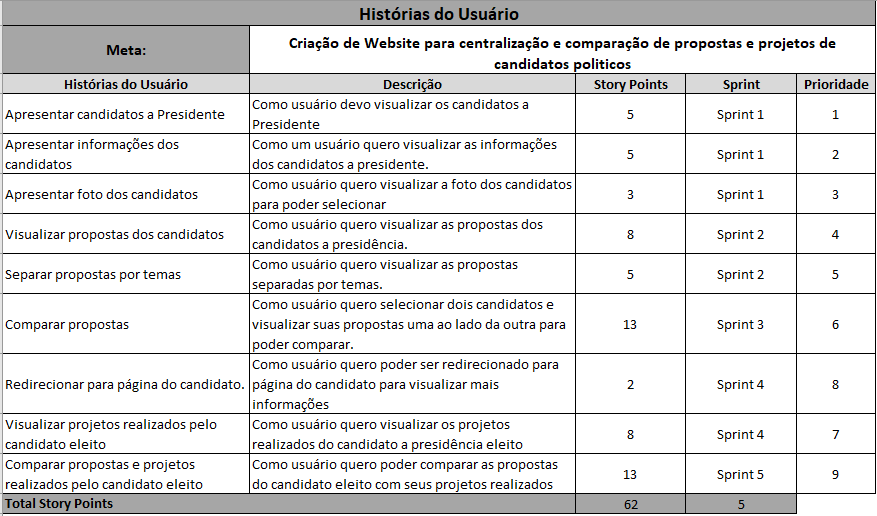 Histórias do Usuário
Meta:
Criação de Website para centralização e comparação de propostas e projetos de
candidatos politicos
Histórias do Usuário Descrição Story Points Sprint Prioridade
Apresentar candidatos a Presidente
Como usuário devo visualizar os candidatos a
Presidente
5 Sprint 1 1
Apresentar informações dos
candidatos
Como um usuário quero visualizar as informações
dos candidatos a presidente.
5 Sprint 1 2
Apresentar foto dos candidatos
Como usuário quero visualizar a foto dos candidatos
para poder selecionar
3 Sprint 1 3
Visualizar propostas dos candidatos
Como usuário quero visualizar as propostas dos
candidatos a presidência.
8 Sprint 2 4
Separar propostas por temas
Como usuário quero visualizar as propostas
separadas por temas.
5 Sprint 2 5
Comparar propostas
Como usuário quero selecionar dois candidatos e
visualizar suas propostas uma ao lado da outra para
poder comparar.
13 Sprint 3 6
Redirecionar para página do candidato.
Como usuário quero poder ser redirecionado para
página do candidato para visualizar mais
informações
2 Sprint 4 8
Visualizar projetos realizados pelo
candidato eleito
Como usuário quero visualizar os projetos
realizados do candidato a presidência eleito
8 Sprint 4 7
Comparar propostas e projetos
realizados pelo candidato eleito
Como usuário quero poder comparar as propostas
do candidato eleito com seus projetos realizados
13 Sprint 5 9
Total Story Points 62 5